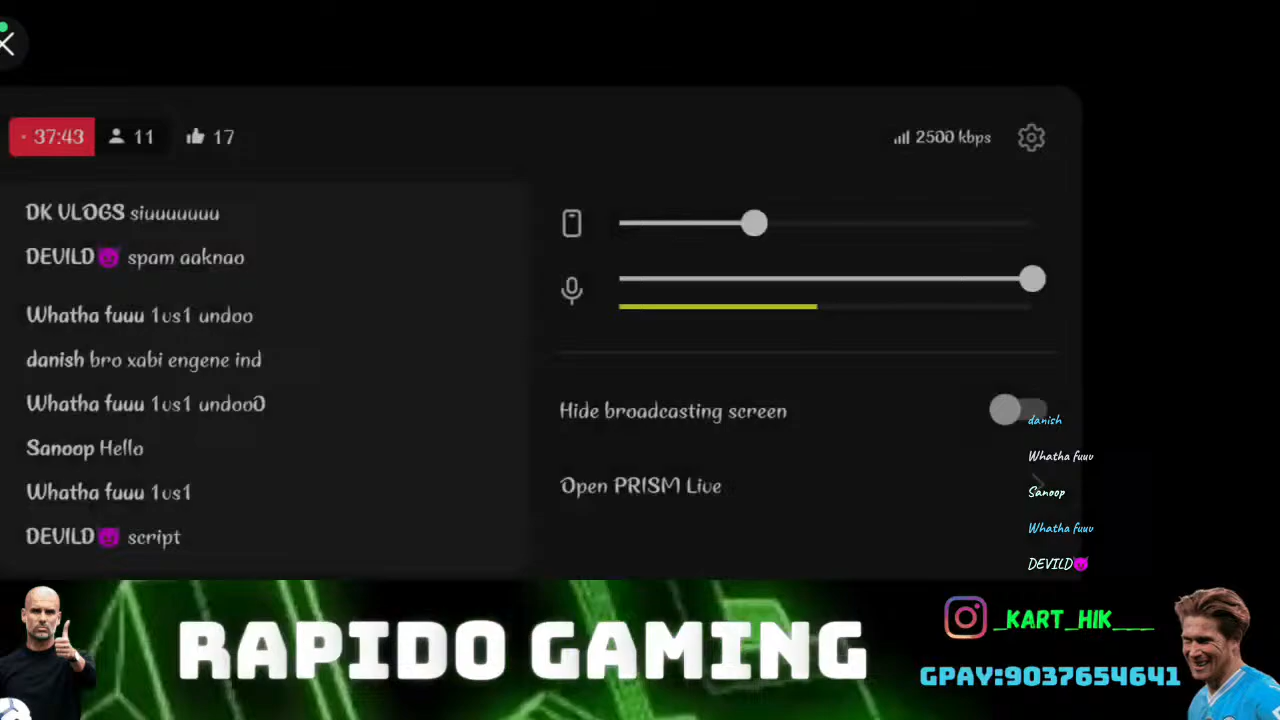 37:43 11 17
2500 kbps
DK VLOGS siuuuuuuu
DEVILD😈 spam aaknao
Whatha fuuu 1vs1 undoo
danish bro xabi engene ind
Whatha fuuu 1vs1 undooO
Sanoop Hello
Whatha fuuu 1vs1
DEVILD😈 script
Hide broadcasting screen
Open PRISM Live
danish
Whatha fuuu
Sanoop
Whatha fuuu
DEVILD😈
RAPIDO GAMING
_KART_HIK___
GPAY:9037654641